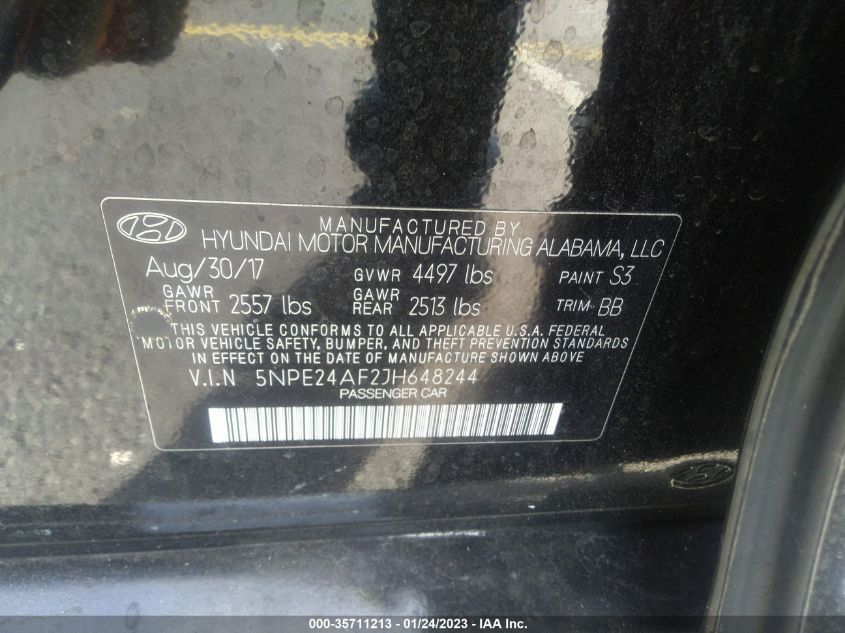 MANUFACTURED BY
HYUNDAI MOTOR MANUFACTURING ALABAMA, LLC
Aug/30/17 GVWR 4497 lbs PAINT S3
GAWR FRONT 2557 lbs GAWR REAR 2513 lbs TRIM BB
THIS VEHICLE CONFORMS TO ALL APPLICABLE U.S.A. FEDERAL
MOTOR VEHICLE SAFETY, BUMPER, AND THEFT PREVENTION STANDARDS
IN EFFECT ON THE DATE OF MANUFACTURE SHOWN ABOVE
V.I.N 5NPE24AF2JH648244
PASSENGER CAR
000-35711213 - 01/24/2023 - IAA Inc.